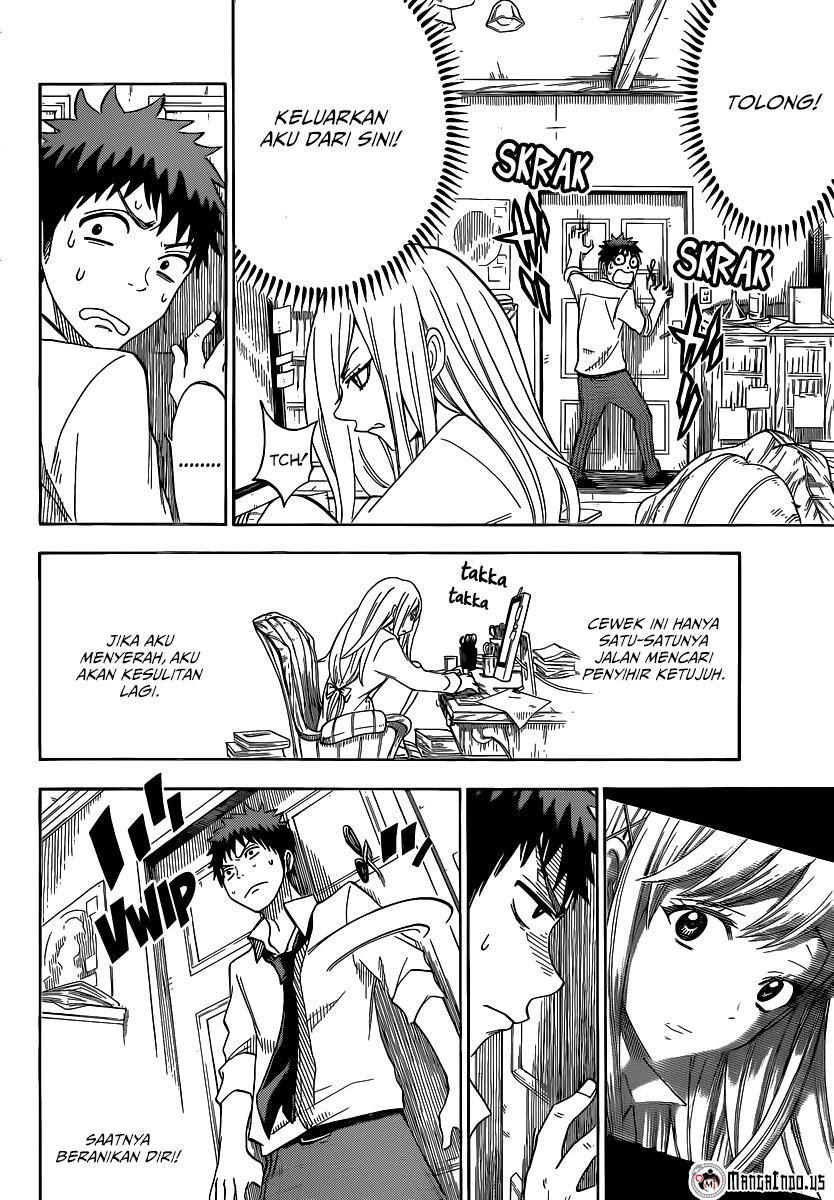 TOLONG!
KELUARKAN
AKU DARI SINI!
SKRAK
SKRAK
TCH!
.........
takka
takka
CEWEK INI HANYA
SATU-SATUNYA
JALAN MENCARI
PENYIHIR KETUJUH.
JIKA AKU
MENYERAH, AKU
AKAN KESULITAN
LAGI.
VWIP
SAATNYA
BERANIKAN DIRI!
MangaIndo.us